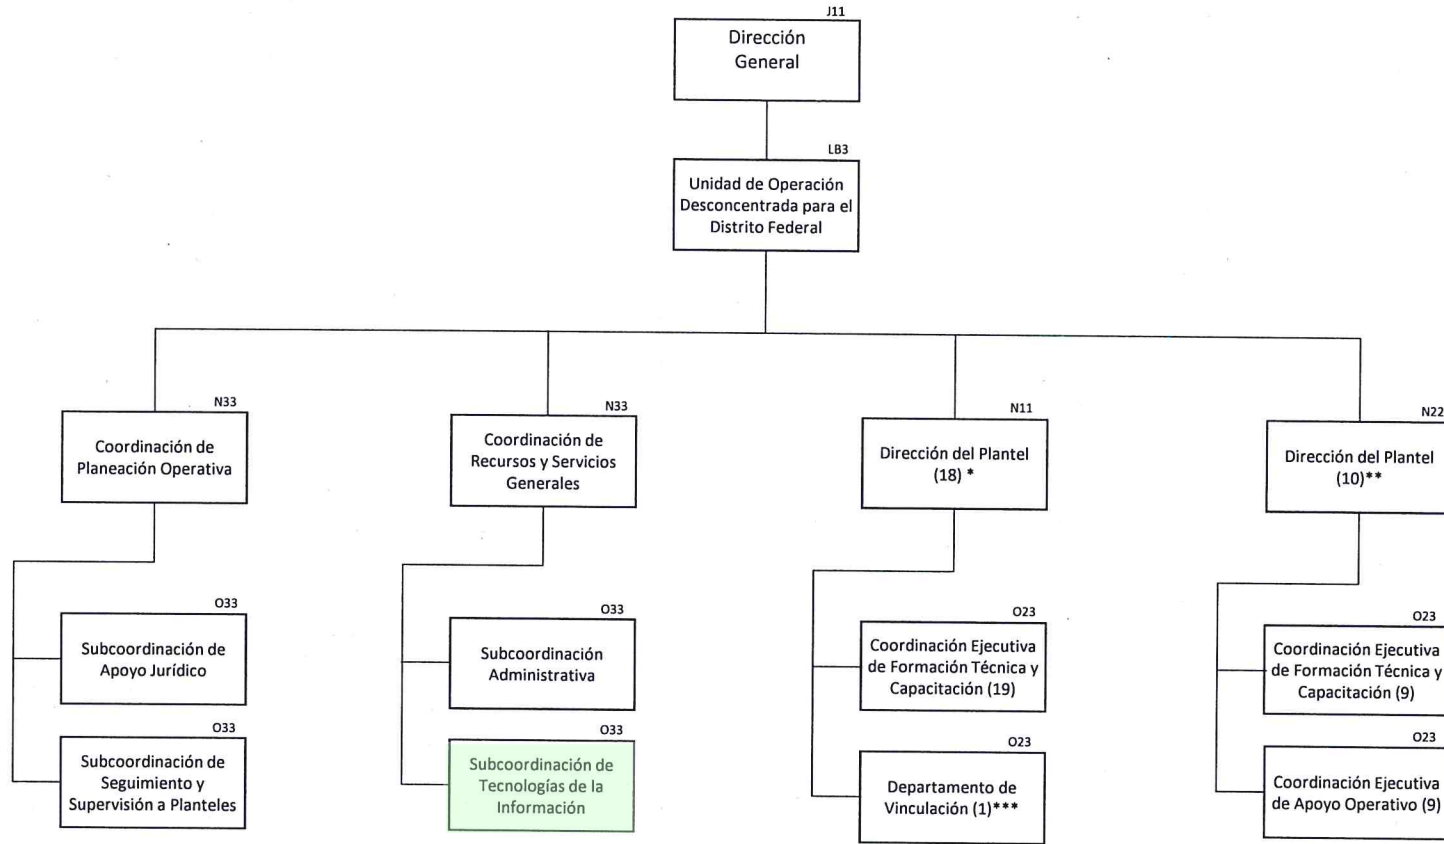 J11
Dirección
General
LB3
Unidad de Operación
Desconcentrada para el
Distrito Federal
N33
Coordinación de
Planeación Operativa
N33
Coordinación de
Recursos y Servicios
Generales
N11
Dirección del Plantel
(18) *
N22
Dirección del Plantel
(10)**
O33
Subcoordinación de
Apoyo Jurídico
O33
Subcoordinación
Administrativa
O23
Coordinación Ejecutiva
de Formación Técnica y
Capacitación (19)
O23
Coordinación Ejecutiva
de Formación Técnica y
Capacitación (9)
O33
Subcoordinación de
Seguimiento y
Supervisión a Planteles
O33
Subcoordinación de
Tecnologías de la
Información
O23
Departamento de
Vinculación (1)***
O23
Coordinación Ejecutiva
de Apoyo Operativo (9)